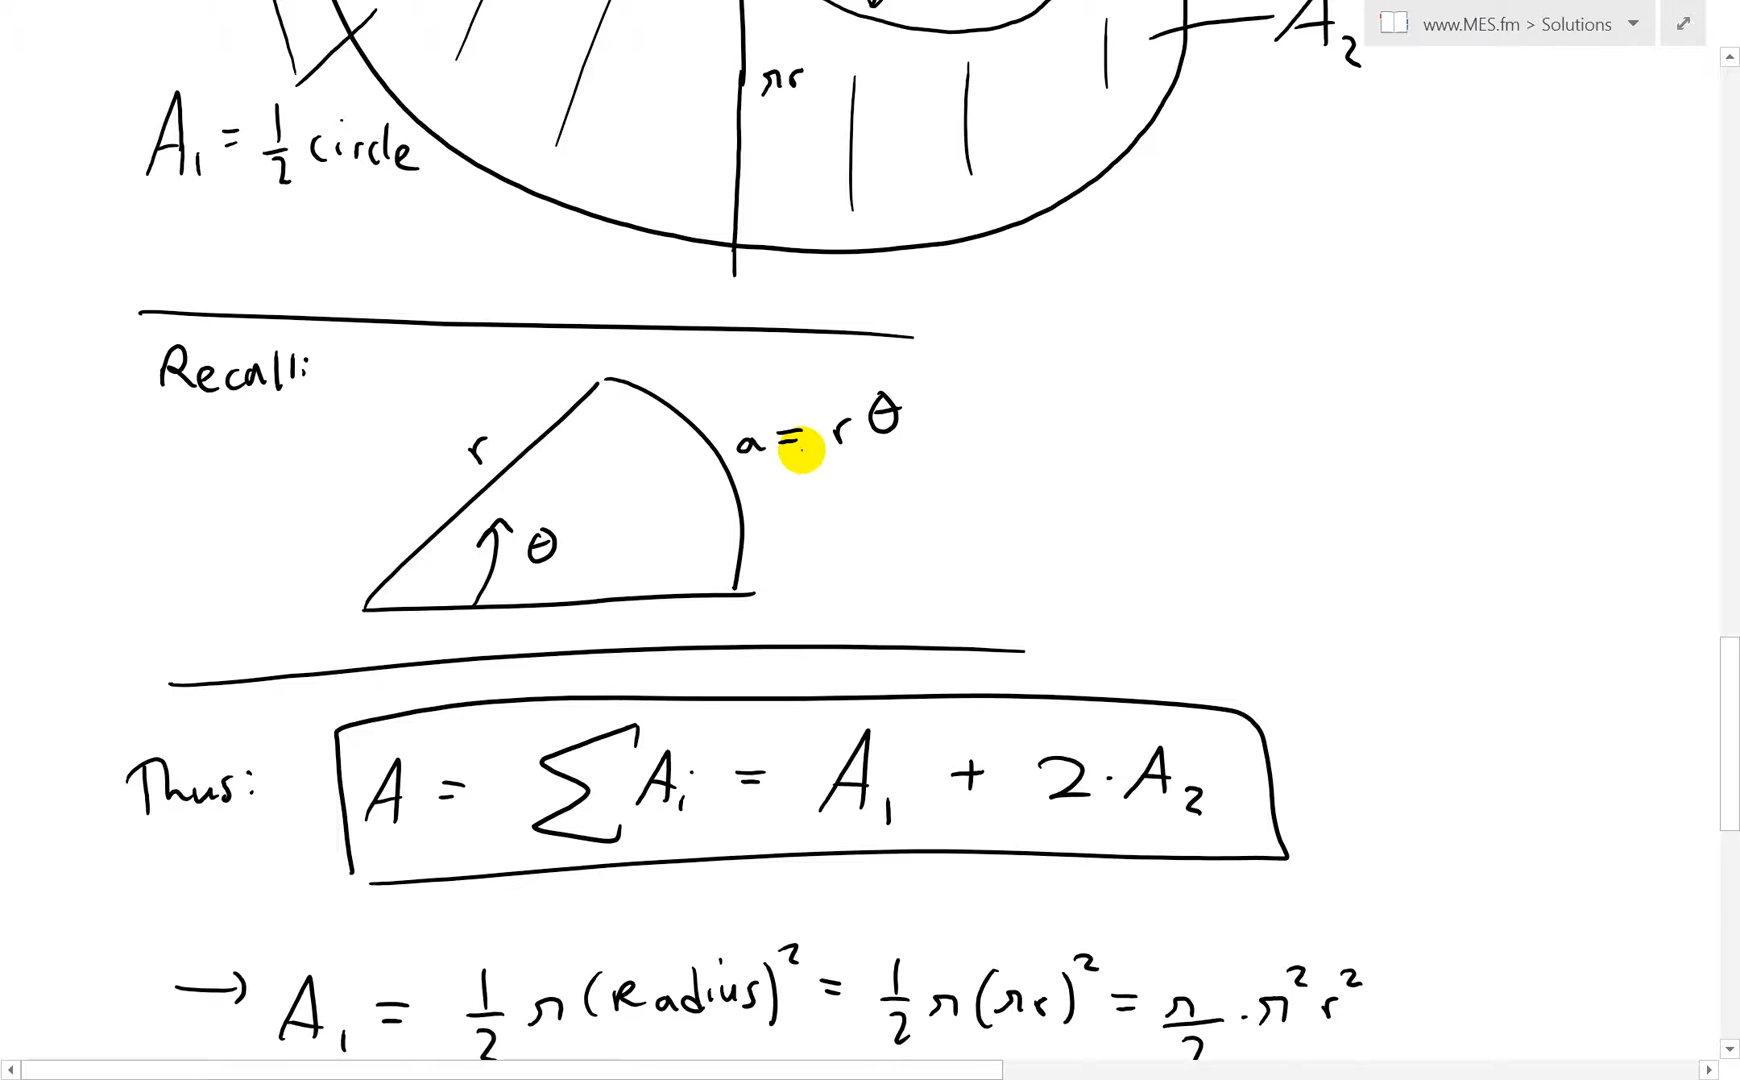 www.MES.fm > Solutions
A₂
πr
A₁ = 1/2 circle
Recall:
r
a = r θ
θ
Thus: A = ∑ Aᵢ = A₁ + 2 · A₂
→ A₁ = 1/2 π (Radius)² = 1/2 π (πr)² = π/2 · π² r²